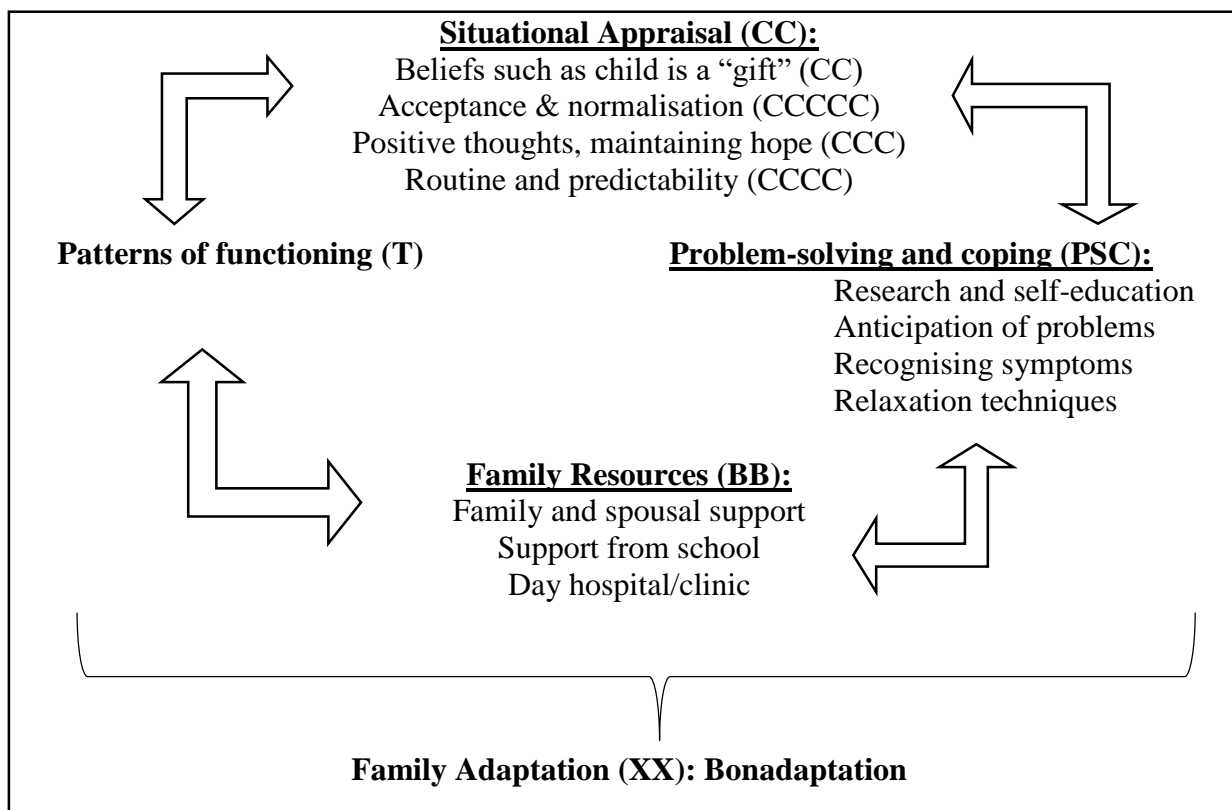 Situational Appraisal (CC):
Beliefs such as child is a “gift” (CC)
Acceptance & normalisation (CCCCC)
Positive thoughts, maintaining hope (CCC)
Routine and predictability (CCCC)
Patterns of functioning (T)
Problem-solving and coping (PSC):
Research and self-education
Anticipation of problems
Recognising symptoms
Relaxation techniques
Family Resources (BB):
Family and spousal support
Support from school
Day hospital/clinic
Family Adaptation (XX): Bonadaptation